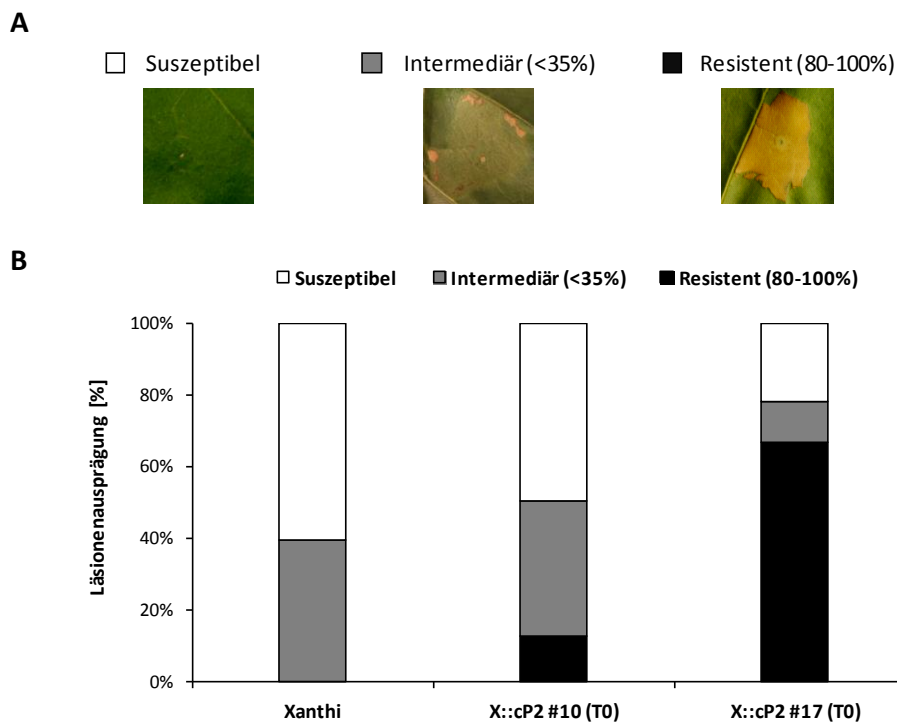 A
Suszeptibel Intermediär (<35%) Resistent (80-100%)
B
Suszeptibel Intermediär (<35%) Resistent (80-100%)
Läsionenausprägung [%]
100%
80%
60%
40%
20%
0%
Xanthi X::cP2 #10 (T0) X::cP2 #17 (T0)